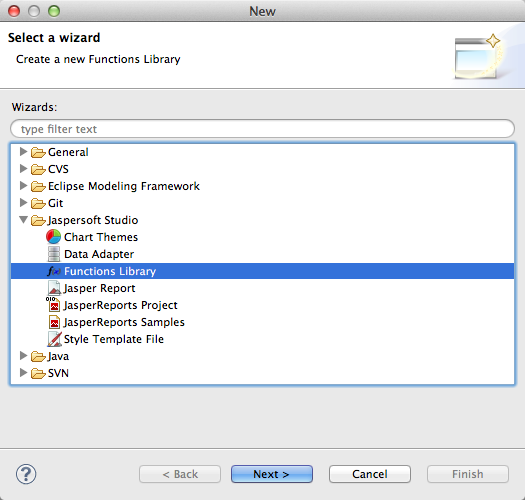 New
Select a wizard
Create a new Functions Library
Wizards:
type filter text
General
CVS
Eclipse Modeling Framework
Git
Jaspersoft Studio
Chart Themes
Data Adapter
f(x) Functions Library
Jasper Report
010 JasperReports Project
JasperReports Samples
Style Template File
Java
SVN
? < Back Next > Cancel Finish